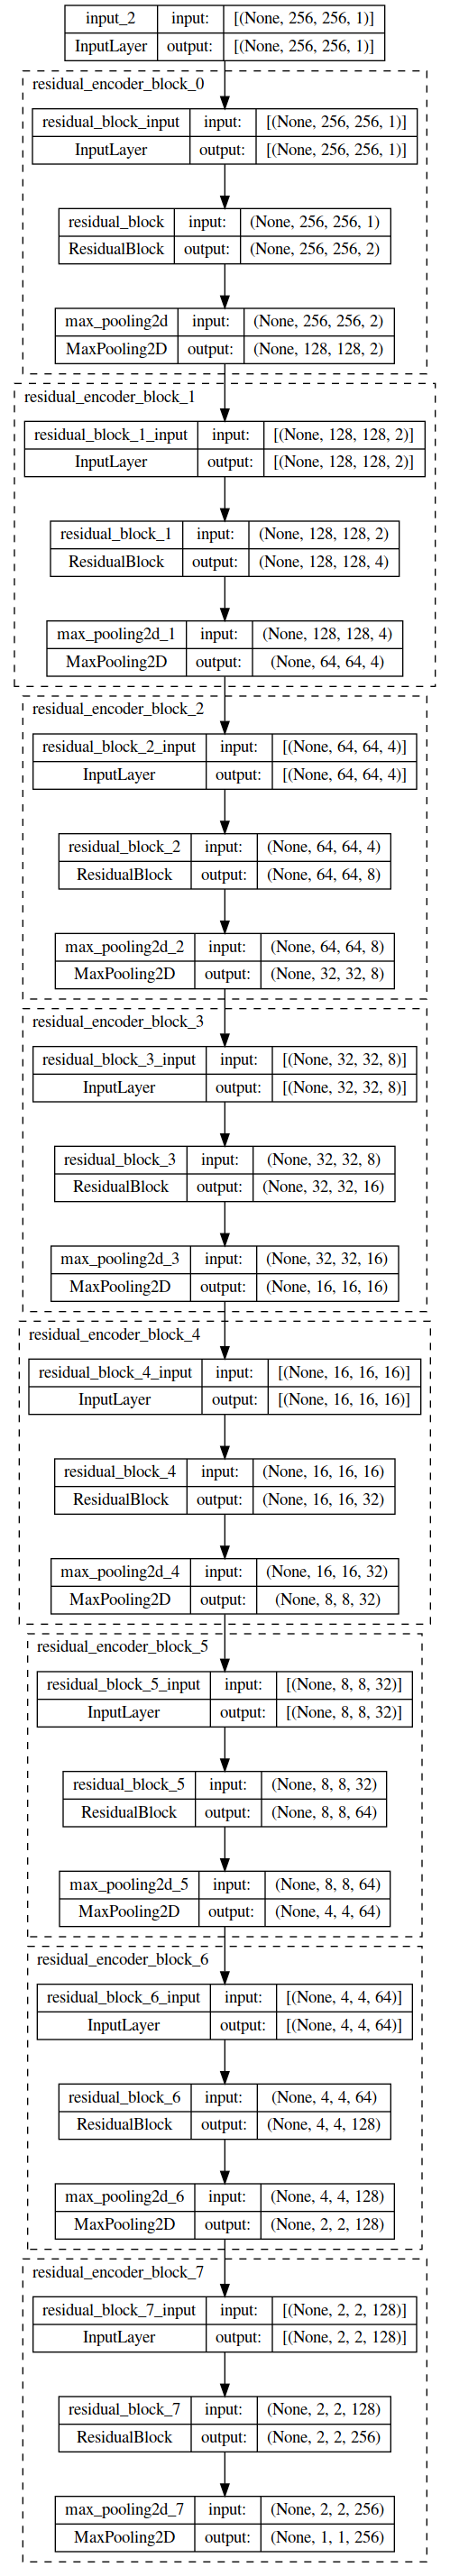 input_2 input: [(None, 256, 256, 1)]
InputLayer output: [(None, 256, 256, 1)]
residual_encoder_block_0
residual_block_input input: [(None, 256, 256, 1)]
InputLayer output: [(None, 256, 256, 1)]
residual_block input: (None, 256, 256, 1)
ResidualBlock output: (None, 256, 256, 2)
max_pooling2d input: (None, 256, 256, 2)
MaxPooling2D output: (None, 128, 128, 2)
residual_encoder_block_1
residual_block_1_input input: [(None, 128, 128, 2)]
InputLayer output: [(None, 128, 128, 2)]
residual_block_1 input: (None, 128, 128, 2)
ResidualBlock output: (None, 128, 128, 4)
max_pooling2d_1 input: (None, 128, 128, 4)
MaxPooling2D output: (None, 64, 64, 4)
residual_encoder_block_2
residual_block_2_input input: [(None, 64, 64, 4)]
InputLayer output: [(None, 64, 64, 4)]
residual_block_2 input: (None, 64, 64, 4)
ResidualBlock output: (None, 64, 64, 8)
max_pooling2d_2 input: (None, 64, 64, 8)
MaxPooling2D output: (None, 32, 32, 8)
residual_encoder_block_3
residual_block_3_input input: [(None, 32, 32, 8)]
InputLayer output: [(None, 32, 32, 8)]
residual_block_3 input: (None, 32, 32, 8)
ResidualBlock output: (None, 32, 32, 16)
max_pooling2d_3 input: (None, 32, 32, 16)
MaxPooling2D output: (None, 16, 16, 16)
residual_encoder_block_4
residual_block_4_input input: [(None, 16, 16, 16)]
InputLayer output: [(None, 16, 16, 16)]
residual_block_4 input: (None, 16, 16, 16)
ResidualBlock output: (None, 16, 16, 32)
max_pooling2d_4 input: (None, 16, 16, 32)
MaxPooling2D output: (None, 8, 8, 32)
residual_encoder_block_5
residual_block_5_input input: [(None, 8, 8, 32)]
InputLayer output: [(None, 8, 8, 32)]
residual_block_5 input: (None, 8, 8, 32)
ResidualBlock output: (None, 8, 8, 64)
max_pooling2d_5 input: (None, 8, 8, 64)
MaxPooling2D output: (None, 4, 4, 64)
residual_encoder_block_6
residual_block_6_input input: [(None, 4, 4, 64)]
InputLayer output: [(None, 4, 4, 64)]
residual_block_6 input: (None, 4, 4, 64)
ResidualBlock output: (None, 4, 4, 128)
max_pooling2d_6 input: (None, 4, 4, 128)
MaxPooling2D output: (None, 2, 2, 128)
residual_encoder_block_7
residual_block_7_input input: [(None, 2, 2, 128)]
InputLayer output: [(None, 2, 2, 128)]
residual_block_7 input: (None, 2, 2, 128)
ResidualBlock output: (None, 2, 2, 256)
max_pooling2d_7 input: (None, 2, 2, 256)
MaxPooling2D output: (None, 1, 1, 256)